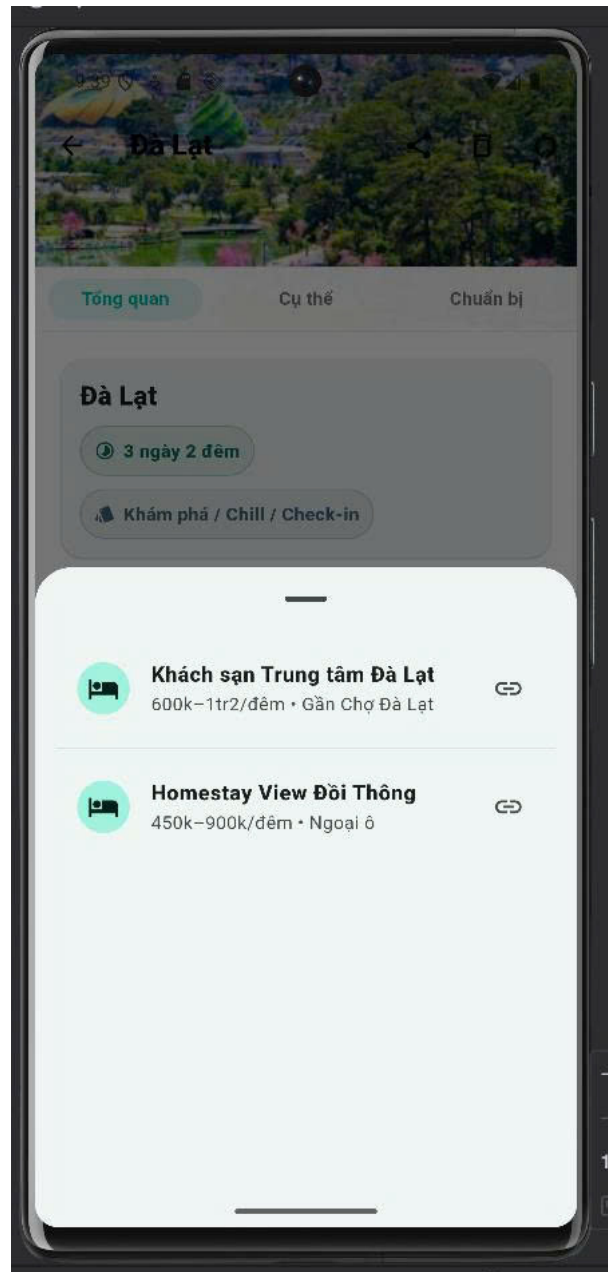 9:39
Đà Lạt
Tổng quan
Cụ thể
Chuẩn bị
Đà Lạt
3 ngày 2 đêm
Khám phá / Chill / Check-in
Khách sạn Trung tâm Đà Lạt
600k–1tr2/đêm • Gần Chợ Đà Lạt
Homestay View Đồi Thông
450k–900k/đêm • Ngoại ô